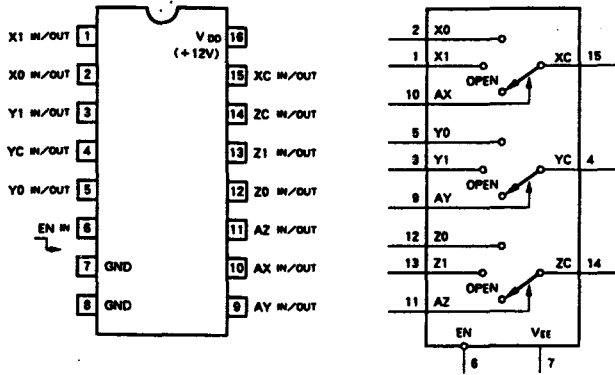 X1 IN/OUT 1
X0 IN/OUT 2
Y1 IN/OUT 3
YC IN/OUT 4
Y0 IN/OUT 5
EN IN 6
7 GND
8 GND
VDD 16
(+12V)
15 XC IN/OUT
14 ZC IN/OUT
13 Z1 IN/OUT
12 Z0 IN/OUT
11 AZ IN/OUT
10 AX IN/OUT
9 AY IN/OUT
2 X0
1 X1
OPEN
XC 15
10 AX
5 Y0
3 Y1
OPEN
YC 4
9 AY
12 Z0
13 Z1
OPEN
ZC 14
11 AZ
EN VEE
6 7